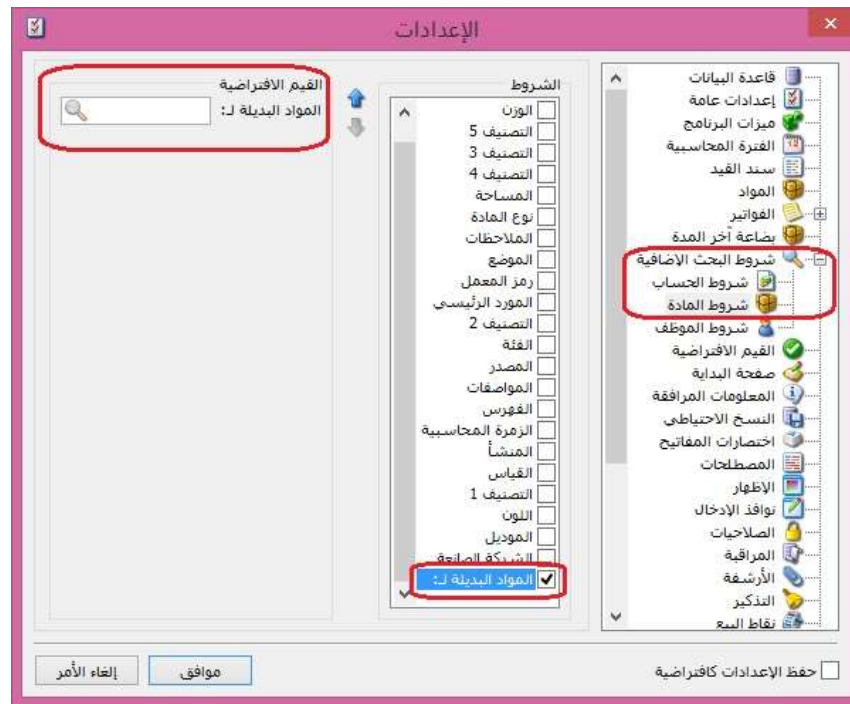 الإعدادات
قاعدة البيانات
إعدادات عامة
ميزات البرنامج
الفترة المحاسبية
سند القيد
المواد
الفواتير
بضاعة آخر المدة
شروط البحث الإضافية
شروط الحساب
شروط المادة
شروط الموظف
القيم الافتراضية
صفحة البداية
المعلومات المرافقة
النسخ الاحتياطي
اختصارات المفاتيح
المصطلحات
الإظهار
نوافذ الإدخال
الصلاحيات
المراقبة
الأرشفة
التذكير
نقاط البيع
الشروط
الوزن
التصنيف 5
التصنيف 3
التصنيف 4
المساحة
نوع المادة
الملاحظات
الموضع
رمز المعمل
المورد الرئيسي
التصنيف 2
الفئة
المصدر
المواصفات
الفهرس
الزمرة المحاسبية
المنشأ
القياس
التصنيف 1
اللون
الموديل
الشركة الصانعة
المواد البديلة لـ:
القيم الافتراضية
المواد البديلة لـ:
حفظ الإعدادات كافتراضية
موافق
إلغاء الأمر